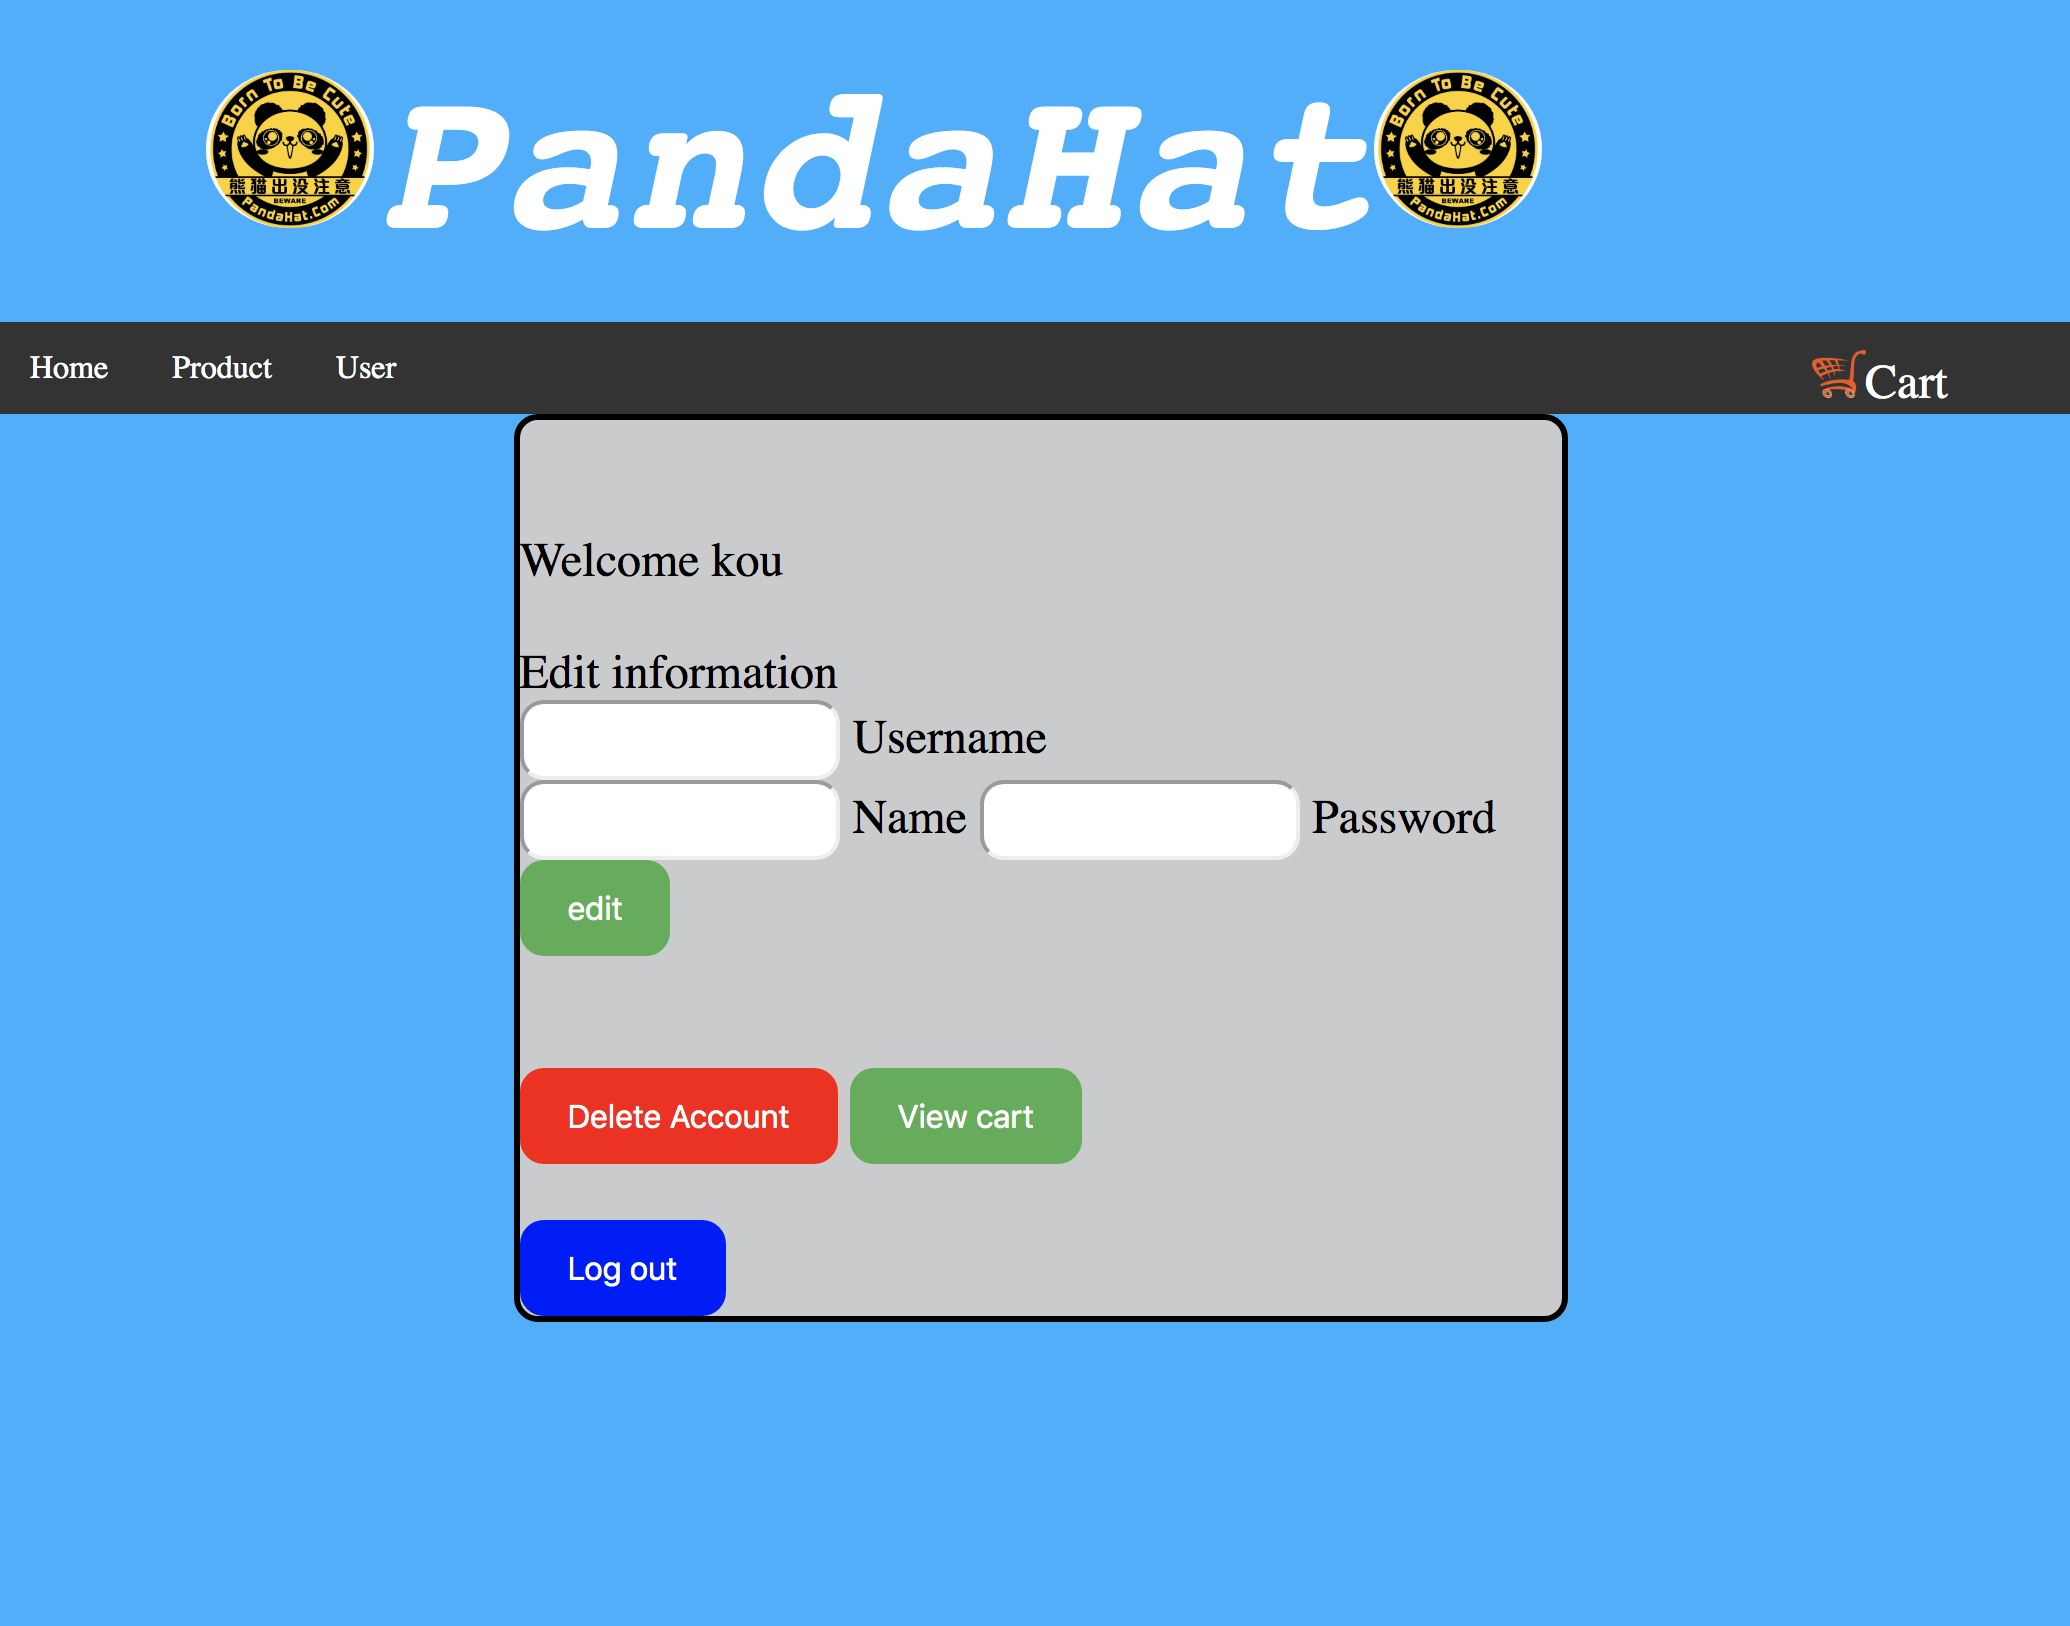 Born To Be Cute
熊猫出没注意
BEWARE
PandaHat.Com
PandaHat
Born To Be Cute
熊猫出没注意
BEWARE
PandaHat.Com
Home Product User Cart
Welcome kou
Edit information
Username
Name Password
edit
Delete Account View cart
Log out